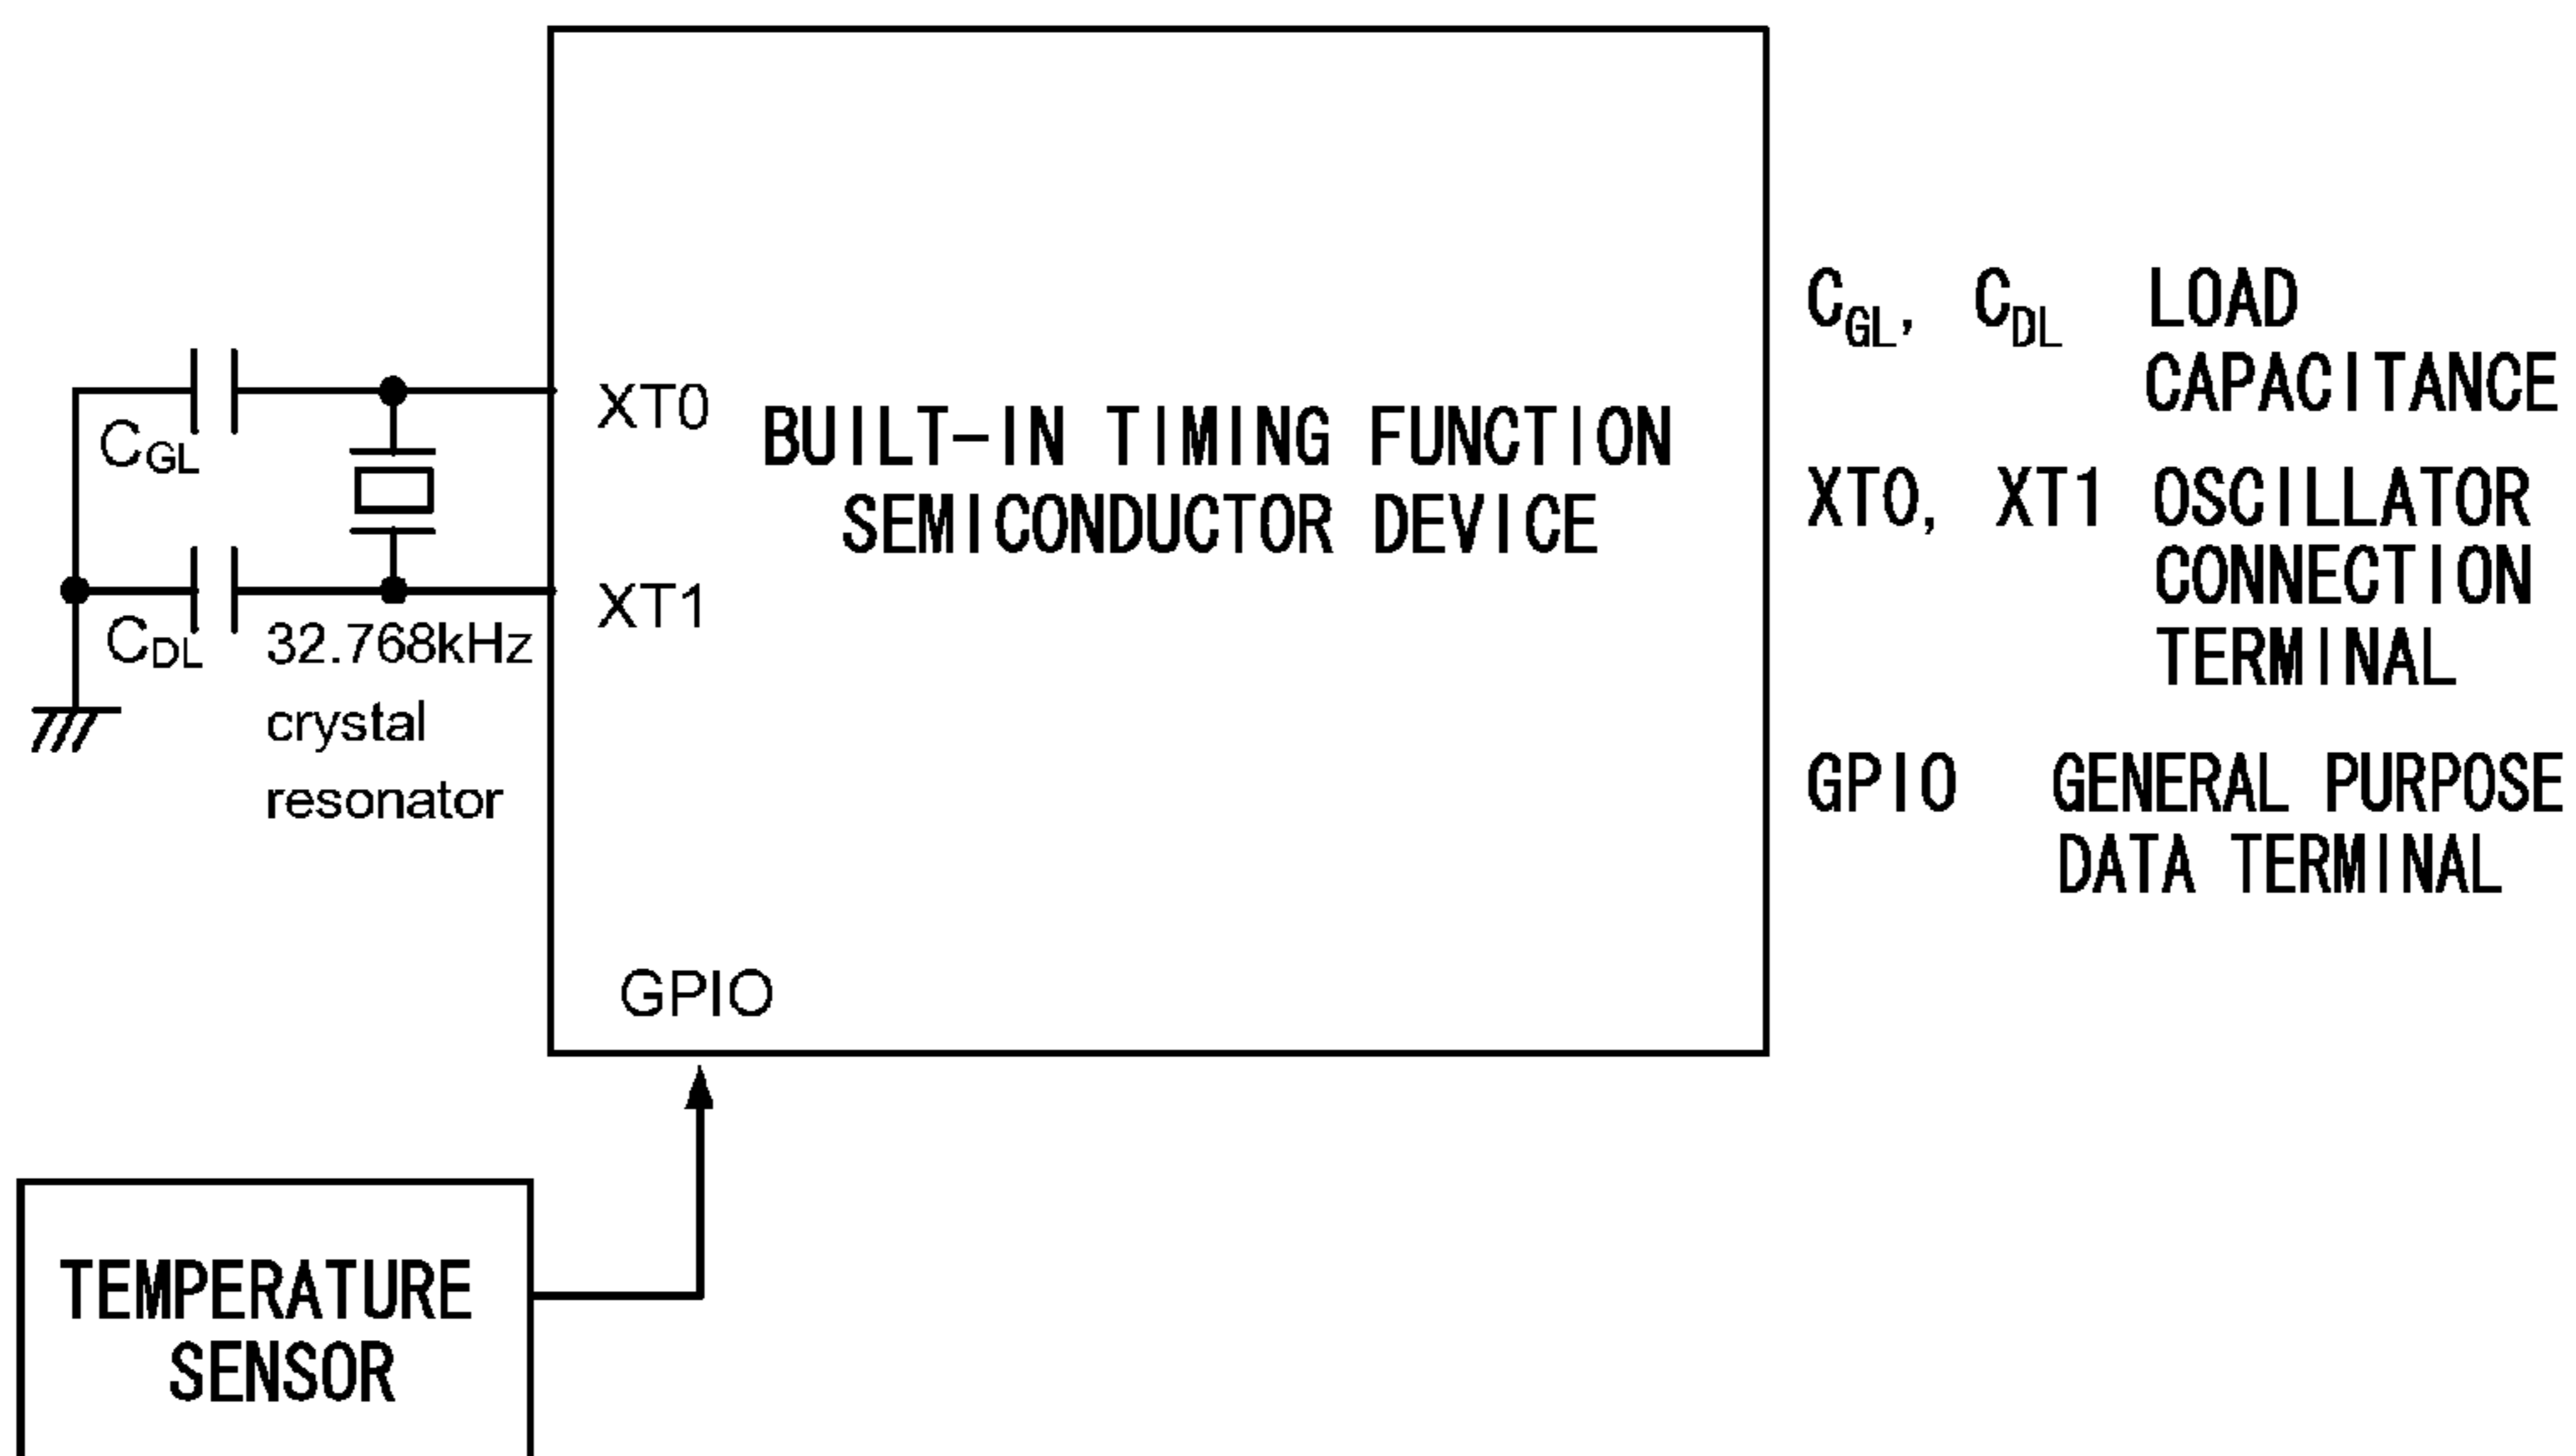 XT0
BUILT-IN TIMING FUNCTION
SEMICONDUCTOR DEVICE
XT1
GPIO
CGL
CDL
32.768kHz
crystal
resonator
TEMPERATURE
SENSOR
CGL, CDL LOAD
CAPACITANCE
XT0, XT1 OSCILLATOR
CONNECTION
TERMINAL
GPIO GENERAL PURPOSE
DATA TERMINAL